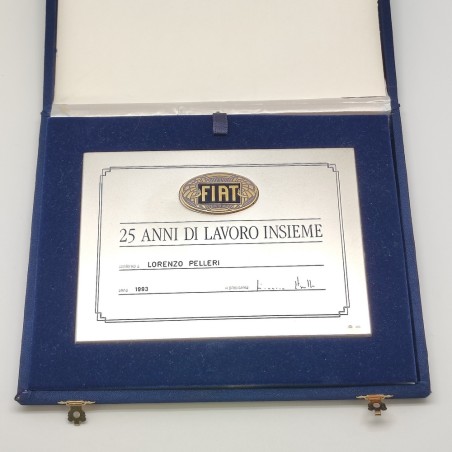 FIAT
25 ANNI DI LAVORO INSIEME
LORENZO PELLERI
1993